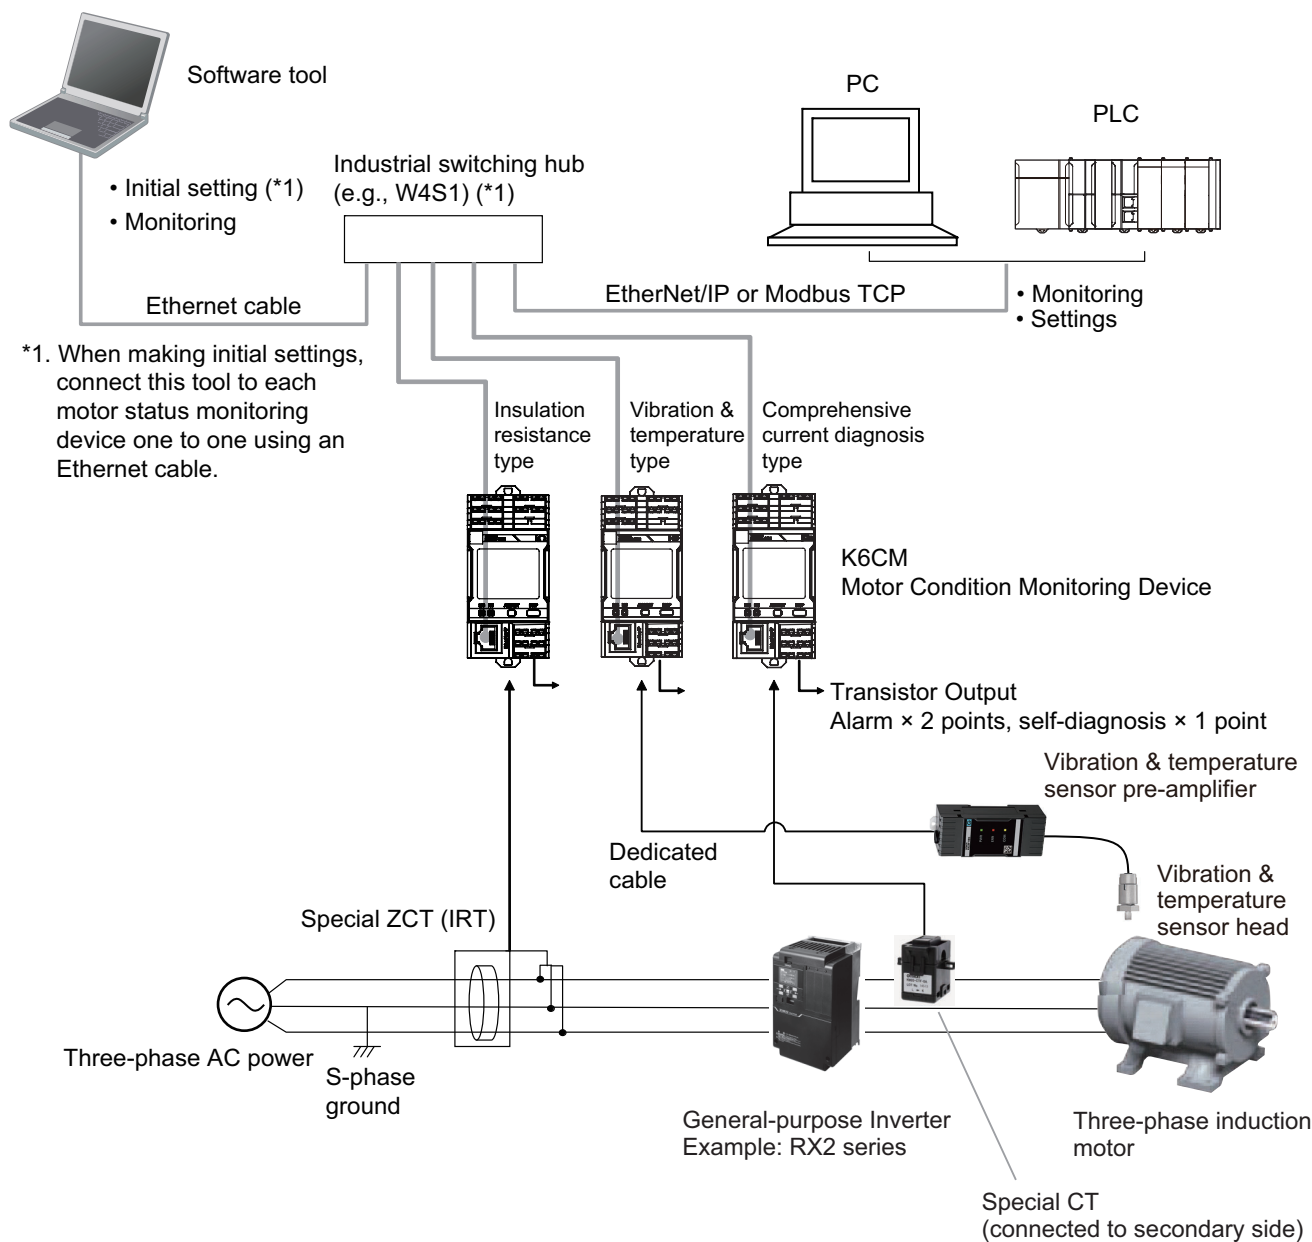 Software tool
PC
PLC
• Initial setting (*1)
• Monitoring
Industrial switching hub
(e.g., W4S1) (*1)
Ethernet cable
EtherNet/IP or Modbus TCP
• Monitoring
• Settings
*1. When making initial settings,
connect this tool to each
motor status monitoring
device one to one using an
Ethernet cable.
Insulation
resistance
type
Vibration &
temperature
type
Comprehensive
current diagnosis
type
K6CM
Motor Condition Monitoring Device
Transistor Output
Alarm × 2 points, self-diagnosis × 1 point
Vibration & temperature
sensor pre-amplifier
Dedicated
cable
Vibration &
temperature
sensor head
Special ZCT (IRT)
Three-phase AC power
S-phase
ground
General-purpose Inverter
Example: RX2 series
Three-phase induction
motor
Special CT
(connected to secondary side)